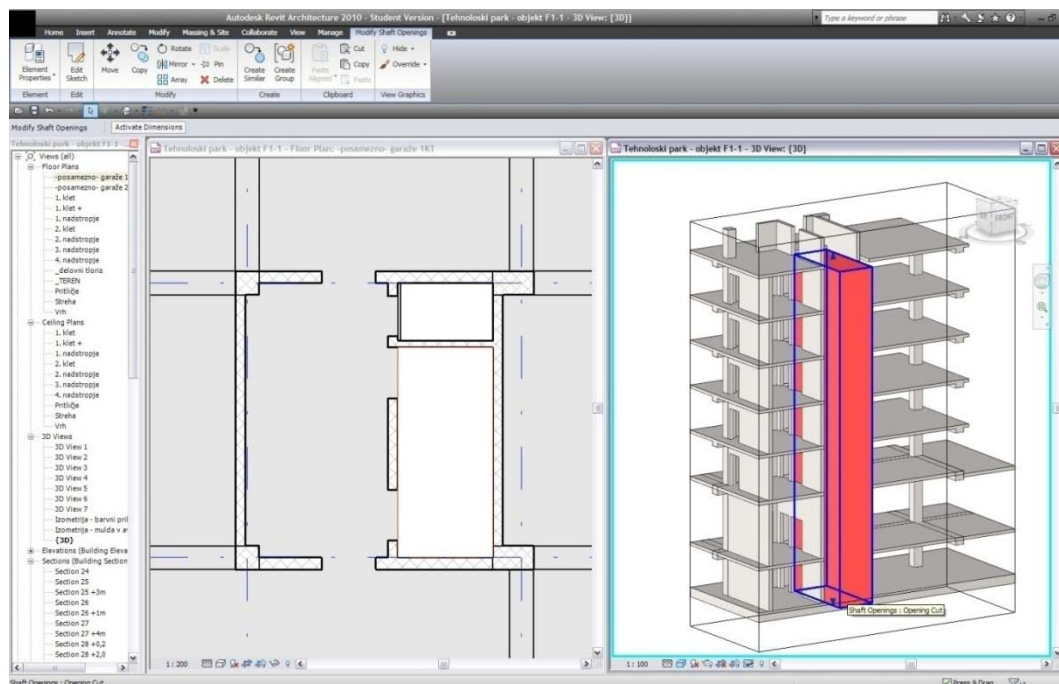 Autodesk Revit Architecture 2010 - Student Version - [Tehnoloski park - objekt F1-1 - 3D View: {3D}]
Type a keyword or phrase
Home Insert Annotate Modify Massing & Site Collaborate View Manage Modify Shaft Openings
Element Properties
Edit Sketch
Move
Copy
Rotate
Scale
Mirror
Pin
Array
Delete
Create Similar
Create Group
Paste Aligned
Cut
Copy
Paste
Hide
Override
Element Edit Modify Create Clipboard View Graphics
Modify Shaft Openings Activate Dimensions
Tehnoloski park - objekt F1-1
Views (all)
Floor Plans
-posamezno- garaže 1
-posamezno- garaže 2
1. klet
1. klet +
1. nadstropje
2. klet
2. nadstropje
3. nadstropje
4. nadstropje
_delovni tloris
_TEREN
Pritličje
Streha
Vrh
Ceiling Plans
1. klet
1. klet +
1. nadstropje
2. klet
2. nadstropje
3. nadstropje
4. nadstropje
Pritličje
Streha
Vrh
3D Views
3D View 1
3D View 2
3D View 3
3D View 4
3D View 5
3D View 6
3D View 7
Izometrija - barvni pril
Izometrija - mulda v a
{3D}
Elevations (Building Eleva
Sections (Building Section
Section 24
Section 25
Section 25 +3m
Section 26
Section 26 +1m
Section 27
Section 27 +4m
Section 28 +0,2
Section 28 +2,0
Tehnoloski park - objekt F1-1 - Floor Plan: -posamezno- garaže 1KT
1 : 200
Tehnoloski park - objekt F1-1 - 3D View: {3D}
FRONT
Shaft Openings : Opening Cut
1 : 100
Shaft Openings : Opening Cut
Press & Drag